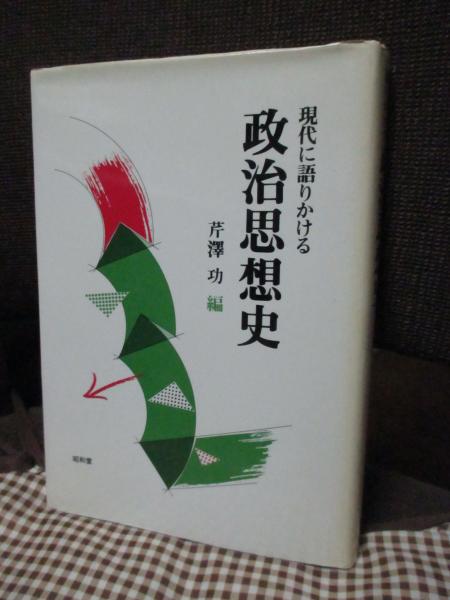 現代に語りかける
政治思想史
芹澤功 編
昭和堂